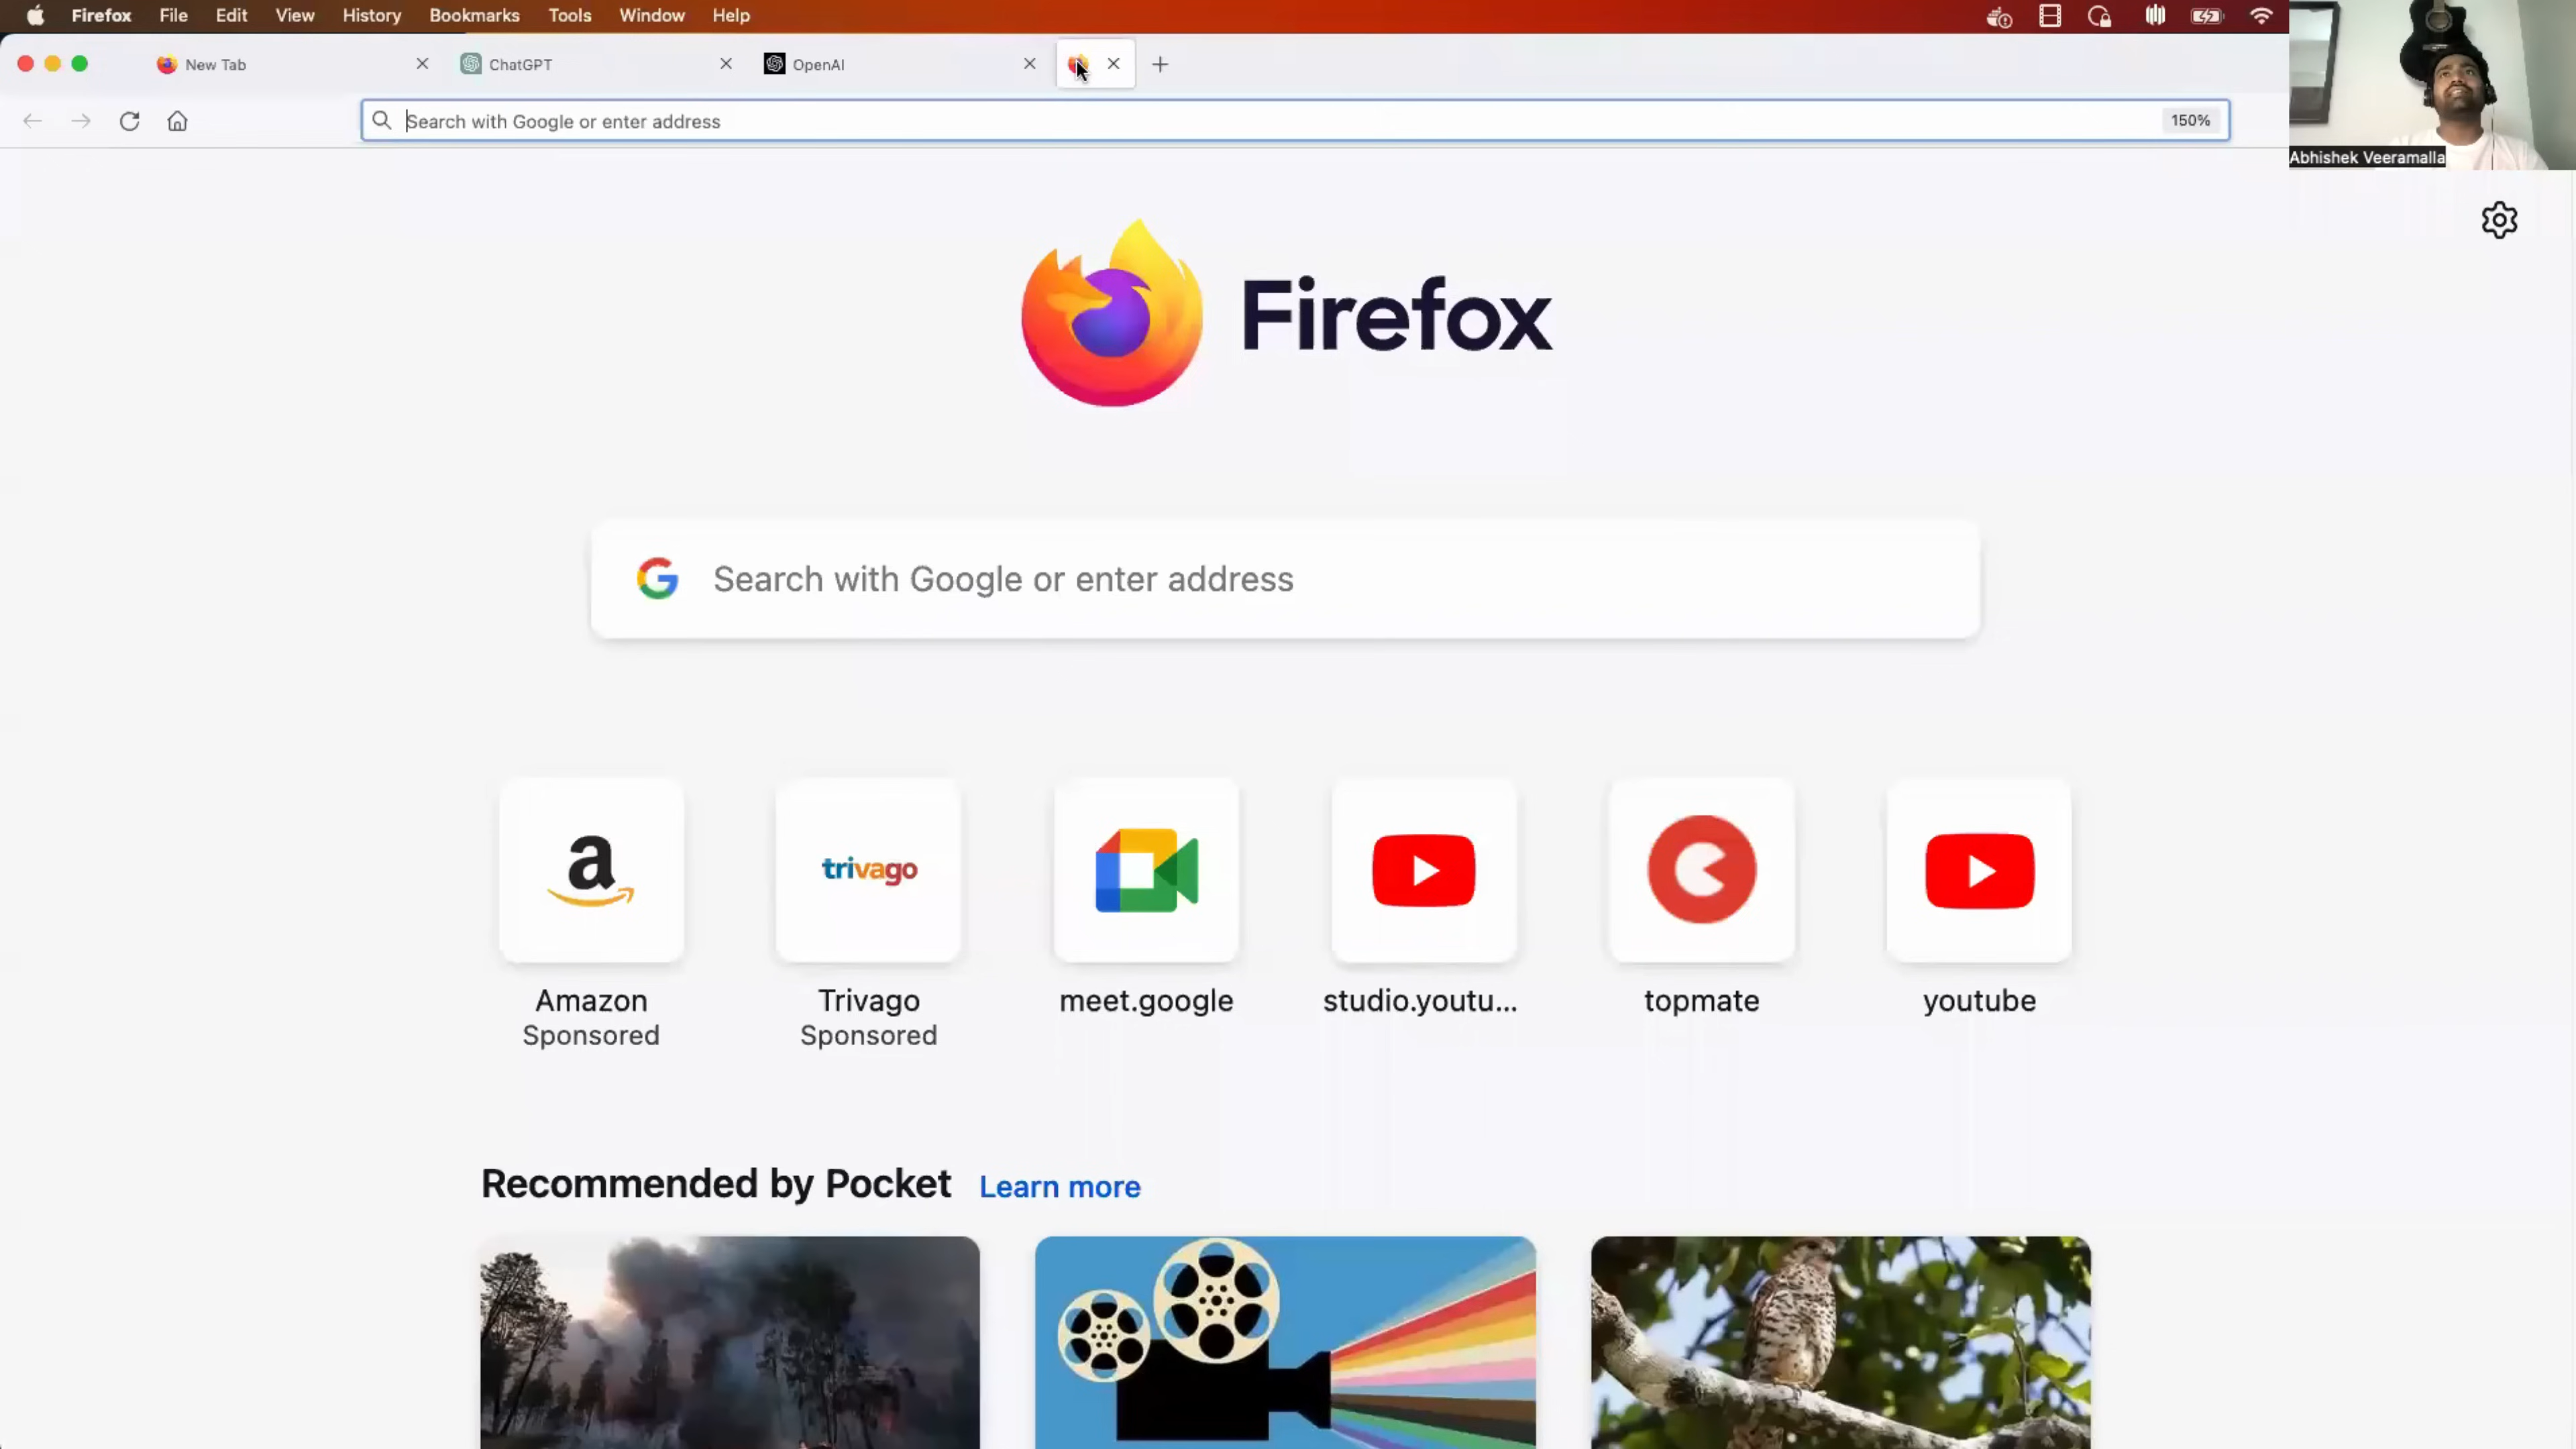 Firefox File Edit View History Bookmarks Tools Window Help
New Tab ChatGPT OpenAI
Search with Google or enter address 150%
Abhishek Veeramalla
Firefox
Search with Google or enter address
a trivago
Amazon Trivago meet.google studio.youtu... topmate youtube
Sponsored Sponsored
Recommended by Pocket Learn more